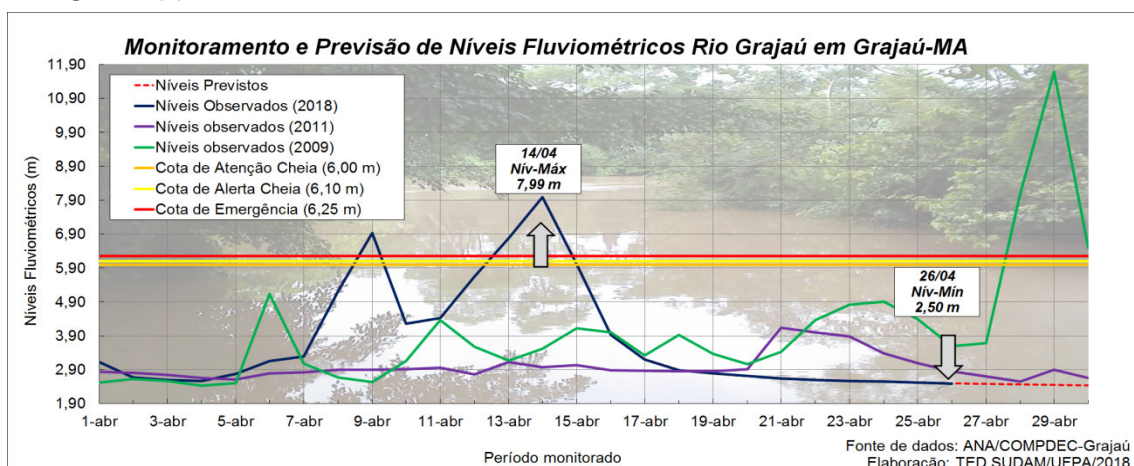 Monitoramento e Previsão de Níveis Fluviométricos Rio Grajaú em Grajaú-MA
11,90
10,90
9,90
8,90
7,90
6,90
5,90
4,90
3,90
2,90
1,90
Níveis Fluviométricos (m)
Níveis Previstos
Níveis Observados (2018)
Níveis observados (2011)
Níveis observados (2009)
Cota de Atenção Cheia (6,00 m)
Cota de Alerta Cheia (6,10 m)
Cota de Emergência (6,25 m)
14/04
Nív-Máx
7,99 m
26/04
Nív-Mín
2,50 m
1-abr 3-abr 5-abr 7-abr 9-abr 11-abr 13-abr 15-abr 17-abr 19-abr 21-abr 23-abr 25-abr 27-abr 29-abr
Período monitorado
Fonte de dados: ANA/COMPDEC-Grajaú
Elaboração: TED SUDAM/UEPA/2018